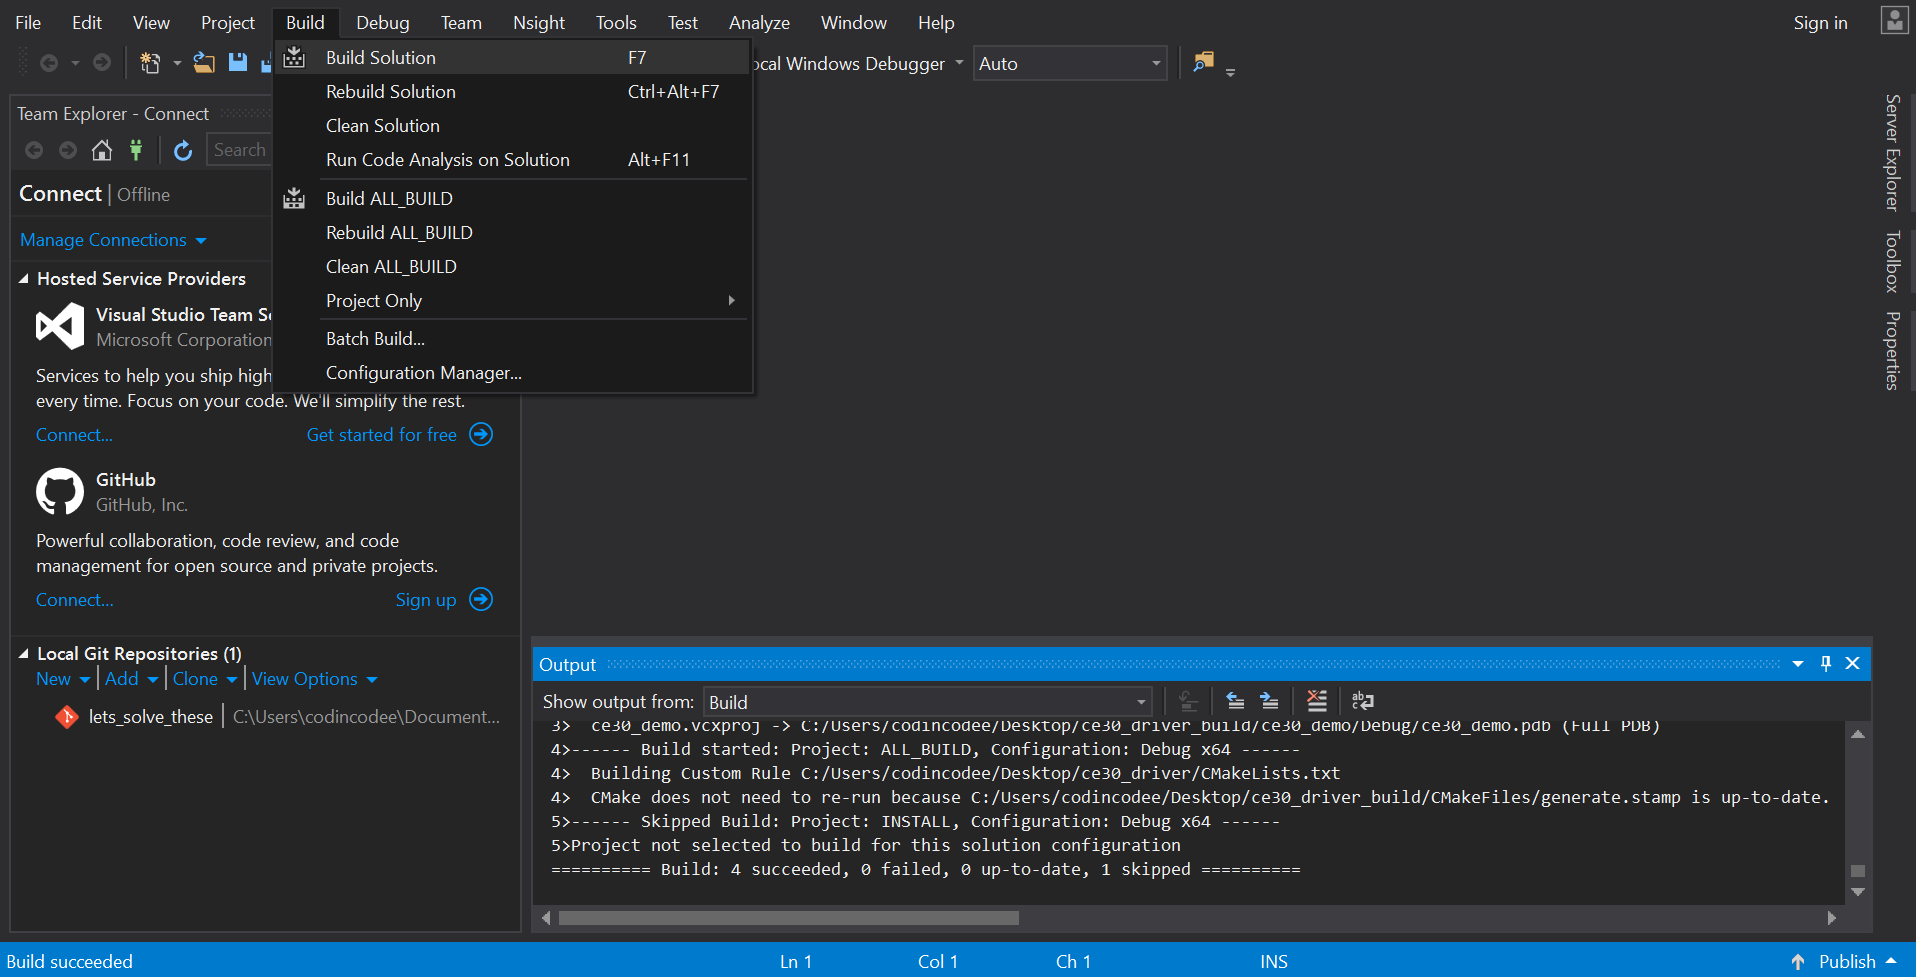 File Edit View Project Build Debug Team Nsight Tools Test Analyze Window Help Sign in
Build Solution F7
Rebuild Solution Ctrl+Alt+F7
Clean Solution
Run Code Analysis on Solution Alt+F11
Build ALL_BUILD
Rebuild ALL_BUILD
Clean ALL_BUILD
Project Only
Batch Build...
Configuration Manager...
ocal Windows Debugger Auto
Team Explorer - Connect
Search
Connect | Offline
Manage Connections
Hosted Service Providers
Visual Studio Team Se
Microsoft Corporation
Services to help you ship high
every time. Focus on your code. We'll simplify the rest.
Connect... Get started for free
GitHub
GitHub, Inc.
Powerful collaboration, code review, and code
management for open source and private projects.
Connect... Sign up
Local Git Repositories (1)
New Add Clone View Options
lets_solve_these | C:\Users\codincodee\Document...
Server Explorer
Toolbox
Properties
Output
Show output from: Build
3>  ce30_demo.vcxproj -> C:/Users/codincodee/Desktop/ce30_driver_build/ce30_demo/Debug/ce30_demo.pdb (Full PDB)
4>------ Build started: Project: ALL_BUILD, Configuration: Debug x64 ------
4>  Building Custom Rule C:/Users/codincodee/Desktop/ce30_driver/CMakeLists.txt
4>  CMake does not need to re-run because C:/Users/codincodee/Desktop/ce30_driver_build/CMakeFiles/generate.stamp is up-to-date.
5>------ Skipped Build: Project: INSTALL, Configuration: Debug x64 ------
5>Project not selected to build for this solution configuration
========== Build: 4 succeeded, 0 failed, 0 up-to-date, 1 skipped ==========
Build succeeded Ln 1 Col 1 Ch 1 INS Publish